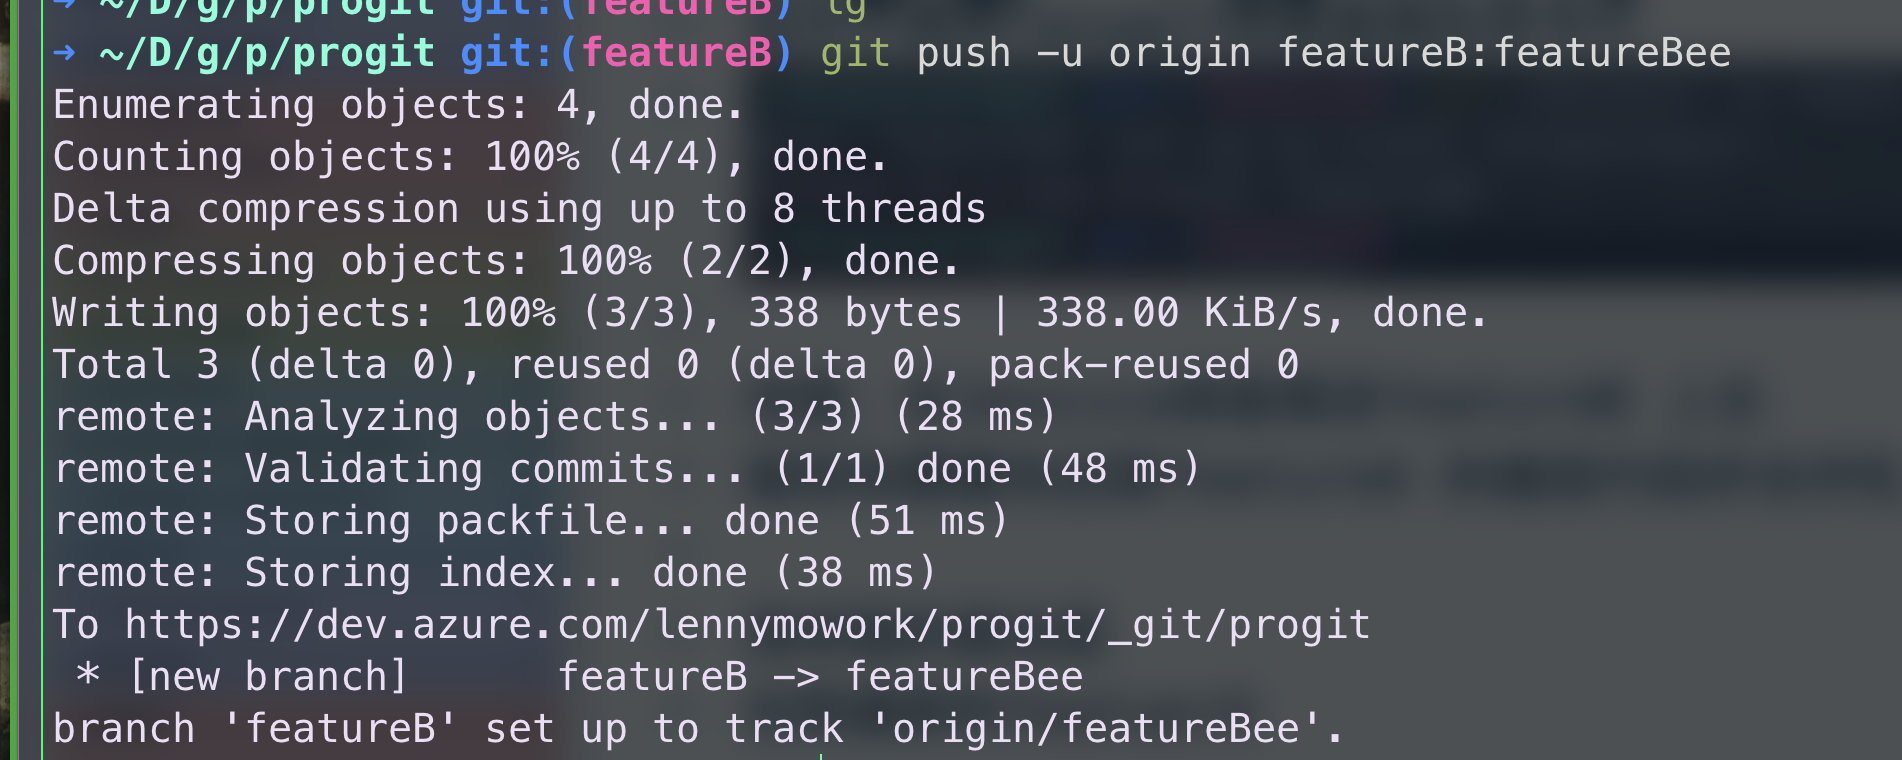 → ~/D/g/p/progit git:(featureB) tg
→ ~/D/g/p/progit git:(featureB) git push -u origin featureB:featureBee
Enumerating objects: 4, done.
Counting objects: 100% (4/4), done.
Delta compression using up to 8 threads
Compressing objects: 100% (2/2), done.
Writing objects: 100% (3/3), 338 bytes | 338.00 KiB/s, done.
Total 3 (delta 0), reused 0 (delta 0), pack-reused 0
remote: Analyzing objects... (3/3) (28 ms)
remote: Validating commits... (1/1) done (48 ms)
remote: Storing packfile... done (51 ms)
remote: Storing index... done (38 ms)
To https://dev.azure.com/lennymowork/progit/_git/progit
 * [new branch]      featureB -> featureBee
branch 'featureB' set up to track 'origin/featureBee'.